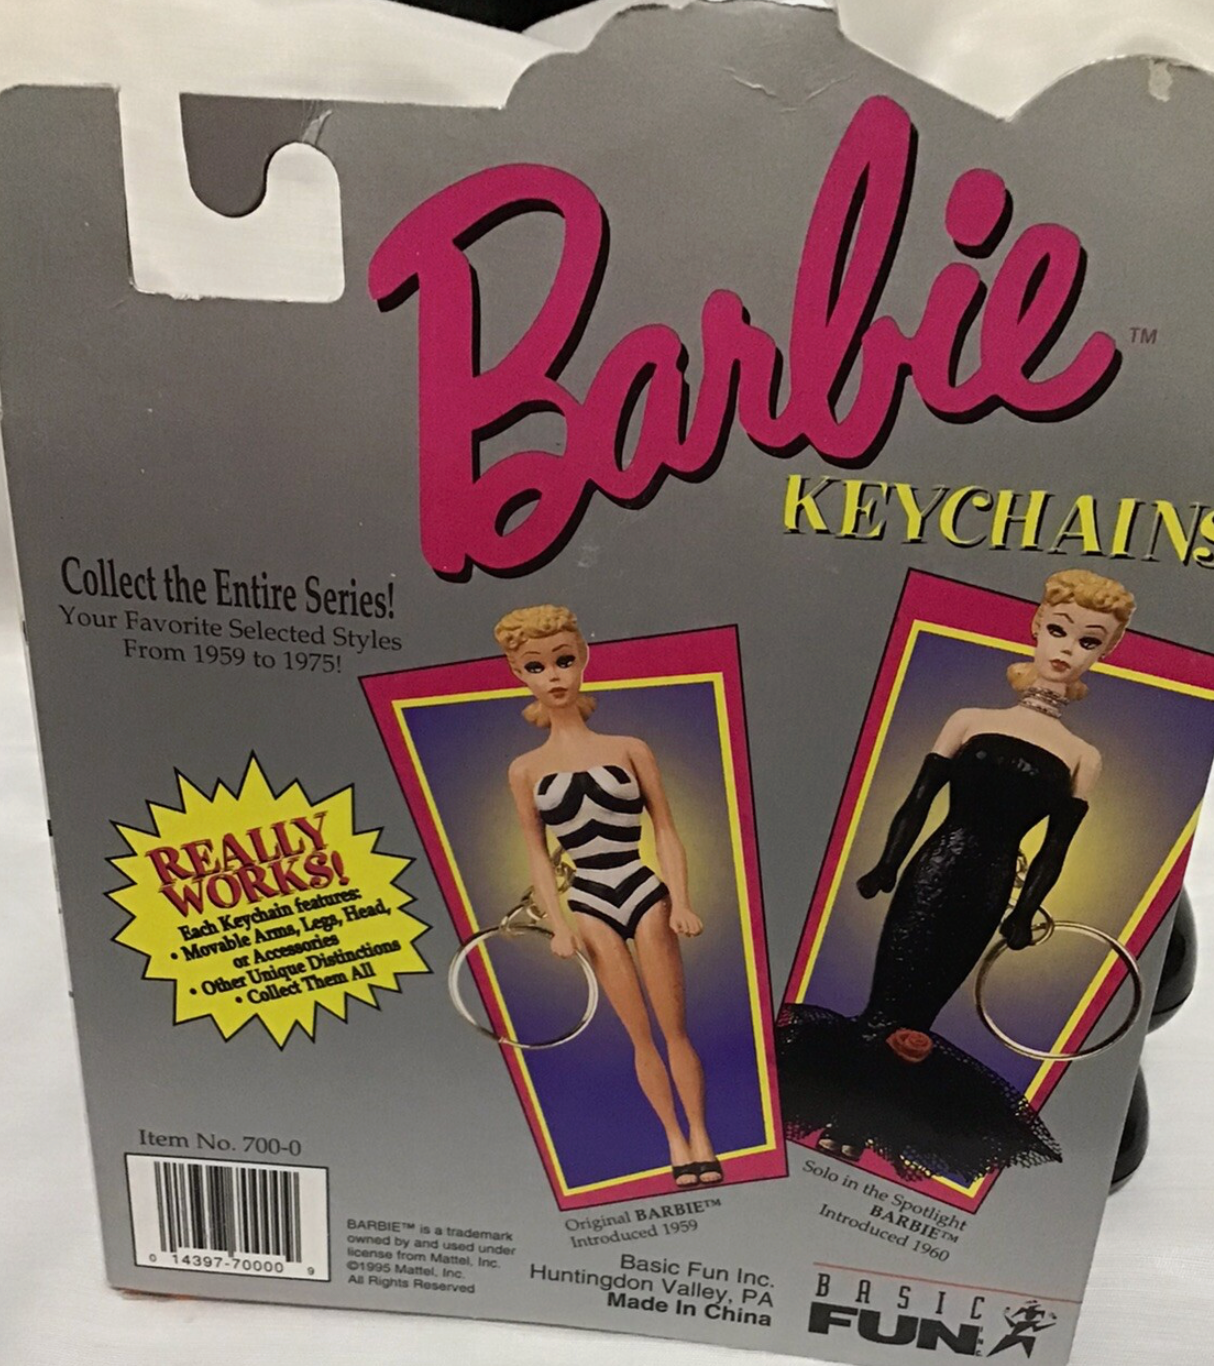 Barbie™
KEYCHAINS
Collect the Entire Series!
Your Favorite Selected Styles
From 1959 to 1975!
REALLY
WORKS!
Each Keychain features:
• Movable Arms, Legs, Head,
or Accessories
• Other Unique Distinctions
• Collect Them All
Item No. 700-0
0 14397-70000 9
BARBIE™ is a trademark
owned by and used under
license from Mattel, Inc.
©1995 Mattel, Inc.
All Rights Reserved
Original BARBIE™
Introduced 1959
Solo in the Spotlight
BARBIE™
Introduced 1960
Basic Fun Inc.
Huntingdon Valley, PA
Made In China
BASIC
FUN INC.